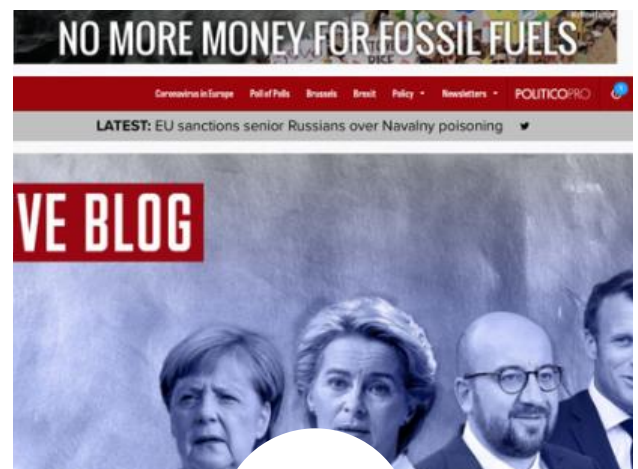 NO MORE MONEY FOR FOSSIL FUELS
Coronavirus in Europe Poll of Polls Brussels Brexit Policy Newsletters POLITICOPRO
LATEST: EU sanctions senior Russians over Navalny poisoning
VE BLOG